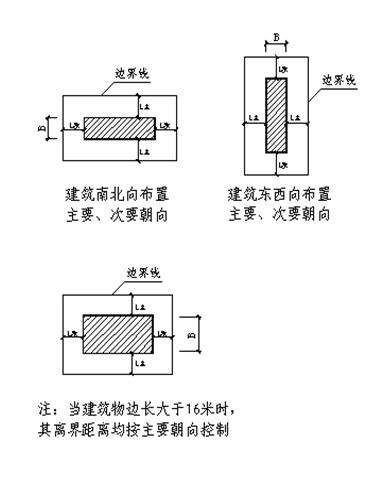 B
边界线
L主
L次
L次
B
L主
建筑南北向布置
主要、次要朝向
B
L次
边界线
L主
L主
L次
建筑东西向布置
主要、次要朝向
边界线
L主
L次
L次
B
L主
注：当建筑物边长大于16米时，
其离界距离均按主要朝向控制